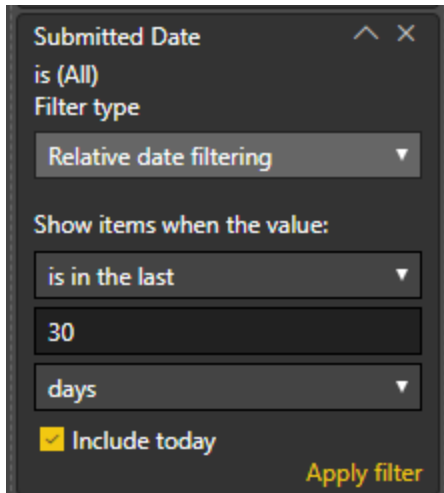 Submitted Date
is (All)
Filter type
Relative date filtering
Show items when the value:
is in the last
30
days
Include today
Apply filter